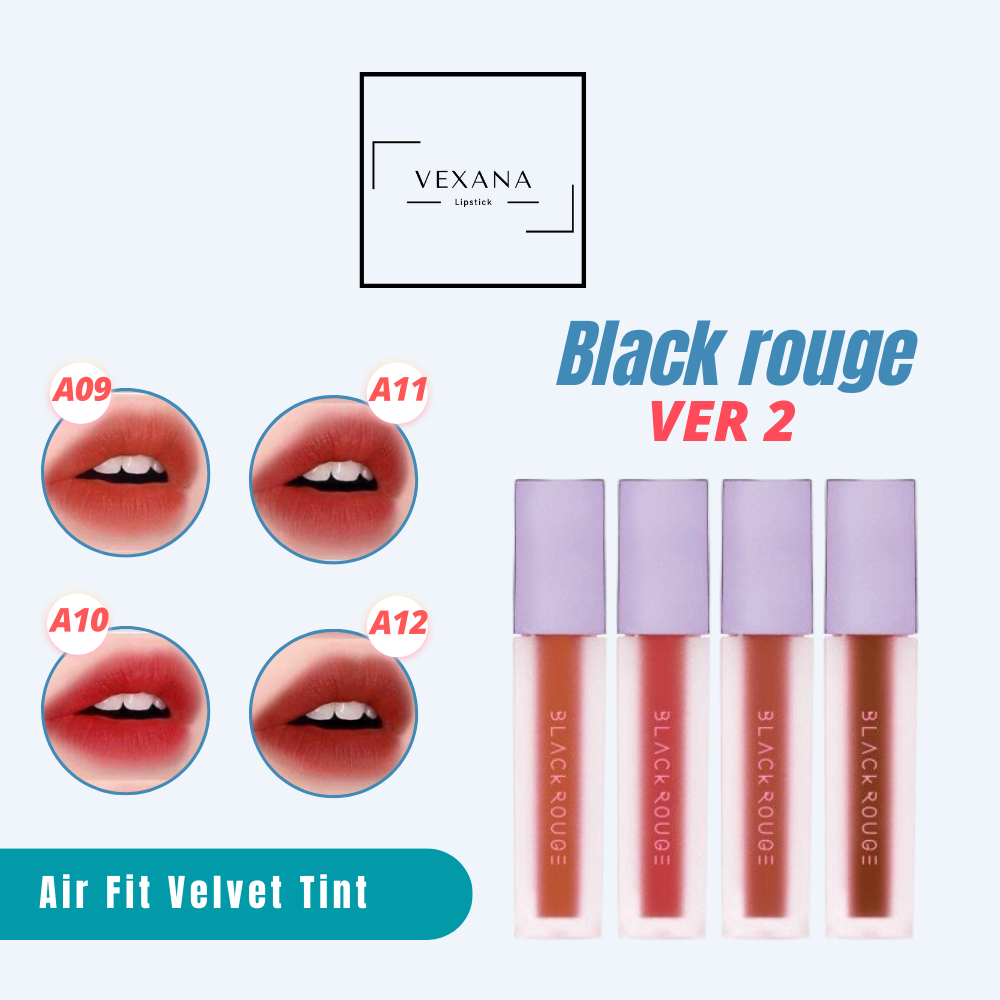 VEXANA
Lipstick
Black rouge
VER 2
A09
A11
A10
A12
BLACK ROUGE
BLACK ROUGE
BLACK ROUGE
BLACK ROUGE
Air Fit Velvet Tint